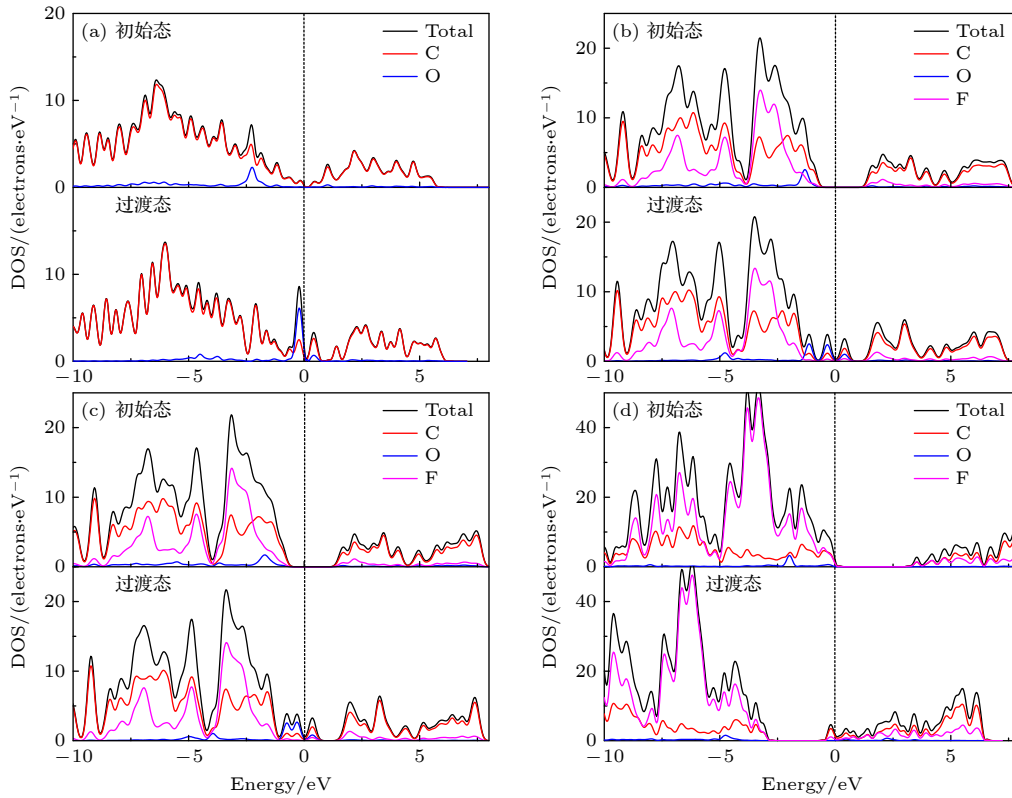 (a) 初始态
Total
C
O
20
10
0
过渡态
10
0
−10
−5
0
5
DOS/(electrons·eV−1)
(b) 初始态
Total
C
O
F
20
10
0
过渡态
20
10
0
−10
−5
0
5
DOS/(electrons·eV−1)
(c) 初始态
Total
C
O
F
20
10
0
过渡态
20
10
0
−10
−5
0
5
DOS/(electrons·eV−1)
Energy/eV
(d) 初始态
Total
C
O
F
40
20
0
过渡态
40
20
0
−10
−5
0
5
DOS/(electrons·eV−1)
Energy/eV